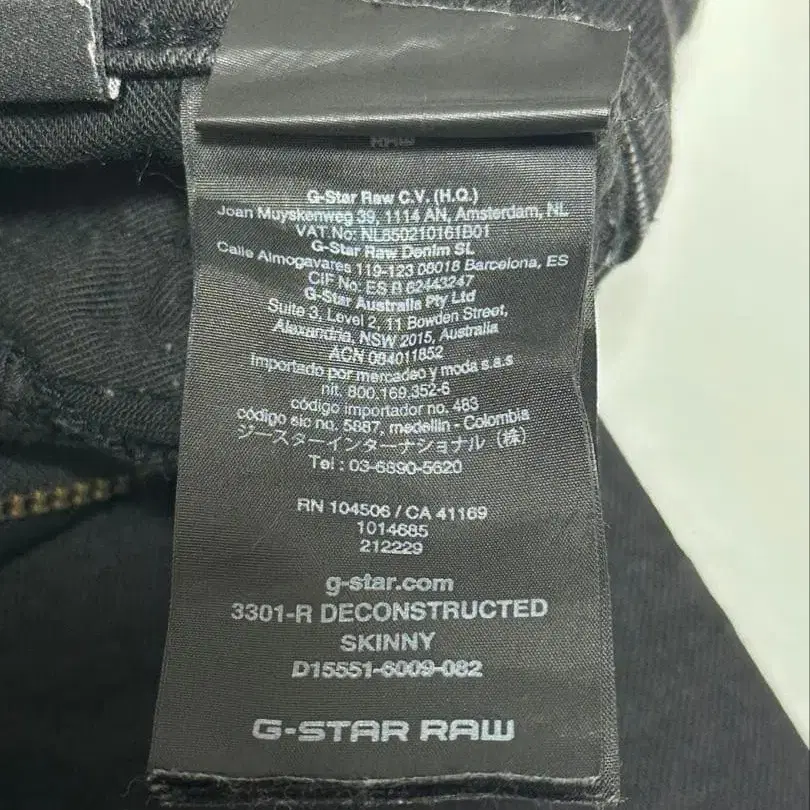 RAW
G-Star Raw C.V. (H.Q.)
Joan Muyskenweg 39, 1114 AN, Amsterdam, NL
VAT No: NL850210161B01
G-Star Raw Denim SL
Calle Almogavares 119-123 08018 Barcelona, ES
CIF No: ES B 62443247
G-Star Australia Pty Ltd
Suite 3, Level 2, 11 Bowden Street,
Alexandria, NSW 2015, Australia
ACN 084011852
Importado por mercadeo y moda s.a.s
nit. 800.169.352-6
código importador no. 483
código sic no. 5887, medellin - Colombia
ジースターインターナショナル（株）
Tel : 03-6890-5620
RN 104506 / CA 41169
1014685
212229
g-star.com
3301-R DECONSTRUCTED
SKINNY
D15551-6009-082
G-STAR RAW